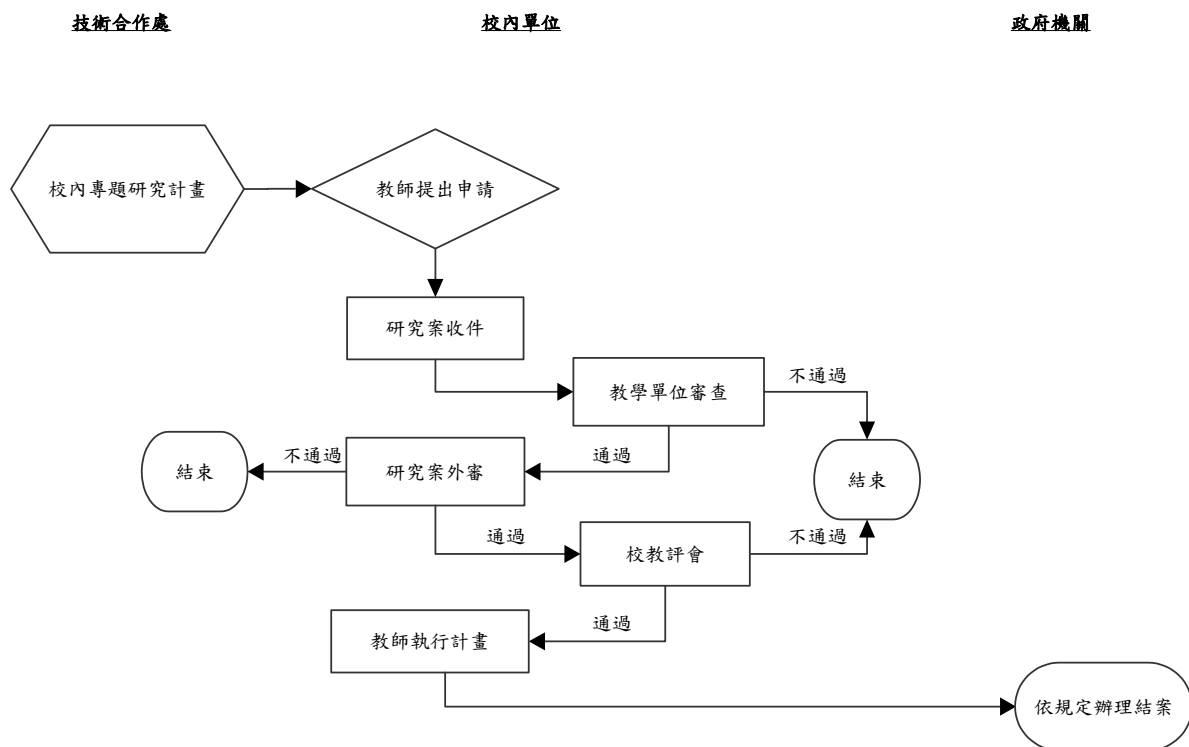 技術合作處
校內單位
政府機關
校內專題研究計畫
教師提出申請
研究案收件
教學單位審查
不通過
結束
不通過
研究案外審
通過
結束
通過
校教評會
不通過
教師執行計畫
通過
依規定辦理結案